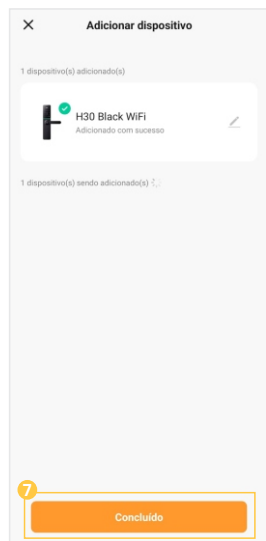 Adicionar dispositivo
1 dispositivo(s) adicionado(s)
H30 Black WiFi
Adicionado com sucesso
1 dispositivo(s) sendo adicionado(s)
7
Concluído